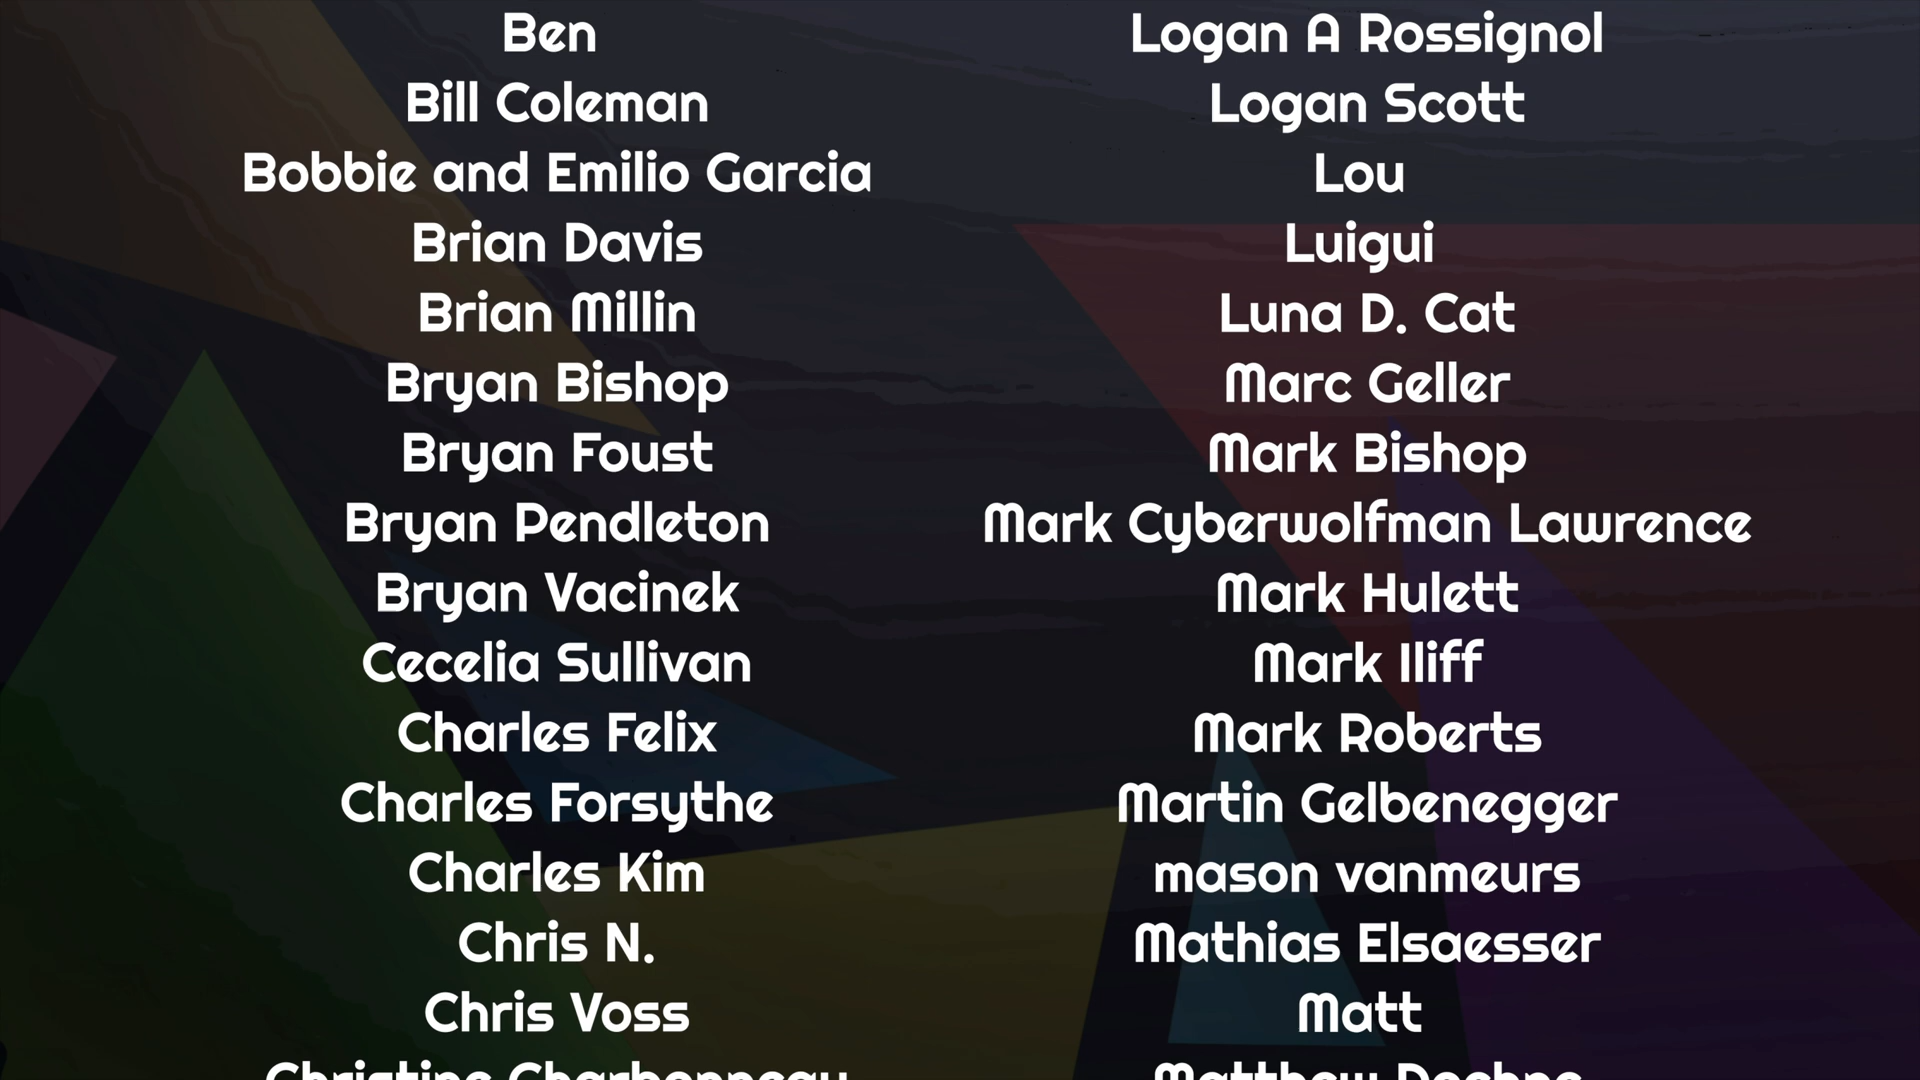 Ben
Bill Coleman
Bobbie and Emilio Garcia
Brian Davis
Brian Millin
Bryan Bishop
Bryan Foust
Bryan Pendleton
Bryan Vacinek
Cecelia Sullivan
Charles Felix
Charles Forsythe
Charles Kim
Chris N.
Chris Voss
Christine Charbonneau
Logan A Rossignol
Logan Scott
Lou
Luigui
Luna D. Cat
Marc Geller
Mark Bishop
Mark Cyberwolfman Lawrence
Mark Hulett
Mark Iliff
Mark Roberts
Martin Gelbenegger
mason vanmeurs
Mathias Elsaesser
Matt
Matthew